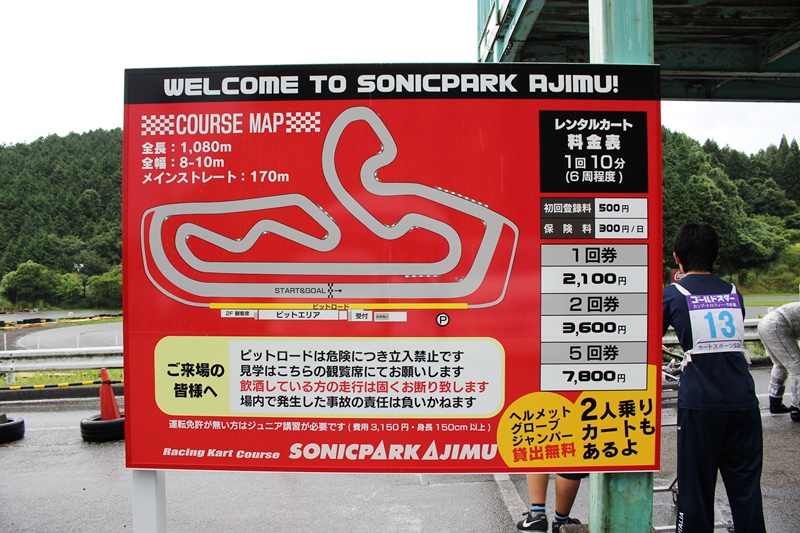 WELCOME TO SONICPARK AJIMU!
COURSE MAP
全長：1,080m
全幅：8-10m
メインストレート：170m
START&GOAL
ピットロード
2F 観覧席
ピットエリア
受付
P
レンタルカート
料金表
1回 10分
(6 周程度)
初回登録料 500円
保険料 300円/日
1回券
2,100円
2回券
3,600円
5回券
7,800円
ご来場の
皆様へ
ピットロードは危険につき立入禁止です
見学はこちらの観覧席にてお願いします
飲酒している方の走行は固くお断り致します
場内で発生した事故の責任は負いかねます
運転免許が無い方はジュニア講習が必要です(費用 3,150円・身長 150cm 以上)
Racing Kart Course SONICPARK AJIMU
ヘルメット
グローブ
ジャンパー
貸出無料
2人乗り
カートも
あるよ
ゴールドスター
13